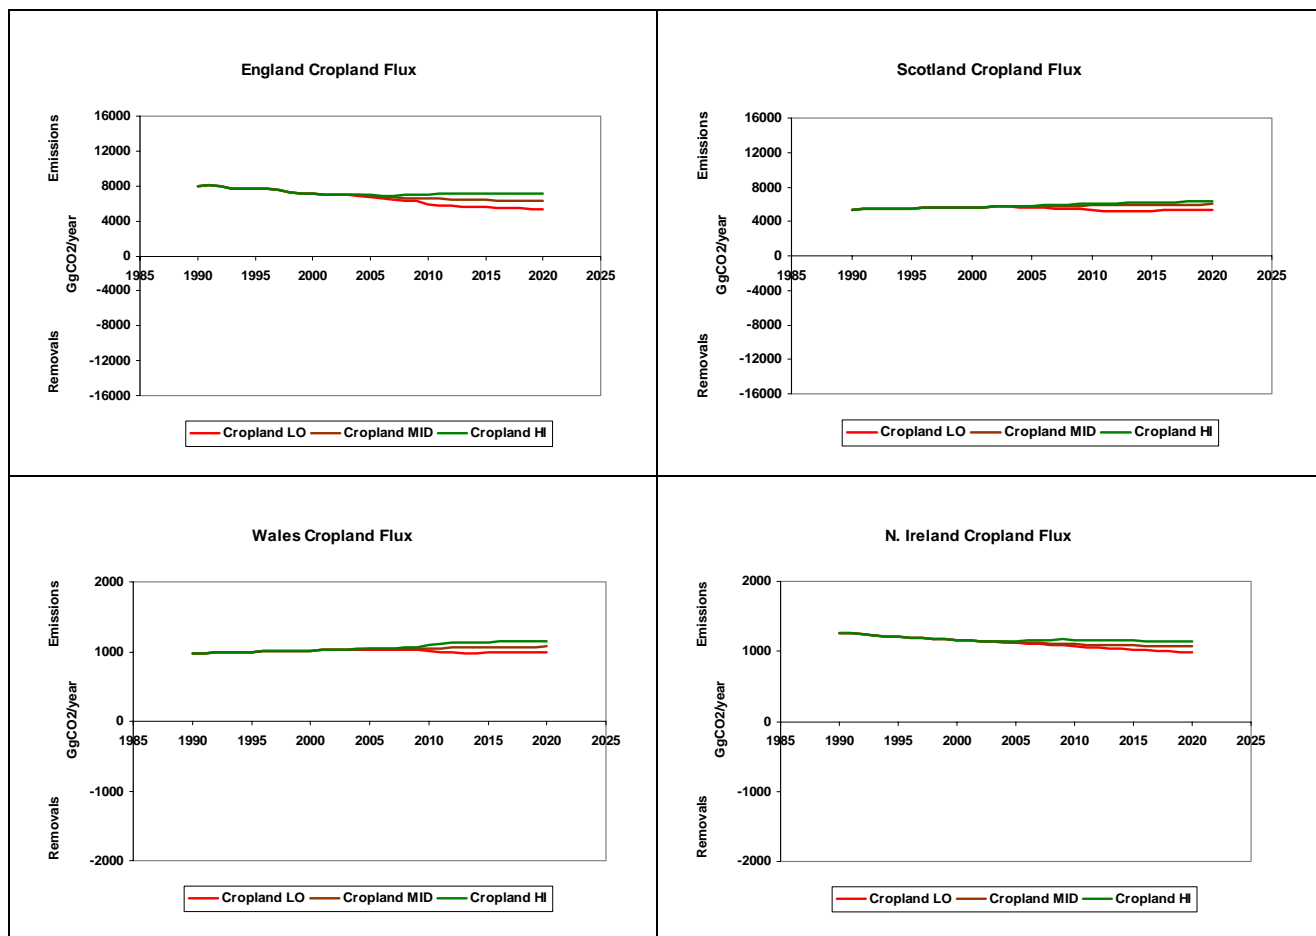 England Cropland Flux
Emissions
GgCO2/year
Removals
16000
12000
8000
4000
0
-4000
-8000
-12000
-16000
1985 1990 1995 2000 2005 2010 2015 2020 2025
Cropland LO Cropland MID Cropland HI
Scotland Cropland Flux
Emissions
GgCO2/year
Removals
16000
12000
8000
4000
0
-4000
-8000
-12000
-16000
1985 1990 1995 2000 2005 2010 2015 2020 2025
Cropland LO Cropland MID Cropland HI
Wales Cropland Flux
Emissions
GgCO2/year
Removals
2000
1000
0
-1000
-2000
1985 1990 1995 2000 2005 2010 2015 2020 2025
Cropland LO Cropland MID Cropland HI
N. Ireland Cropland Flux
Emissions
GgCO2/year
Removals
2000
1000
0
-1000
-2000
1985 1990 1995 2000 2005 2010 2015 2020 2025
Cropland LO Cropland MID Cropland HI